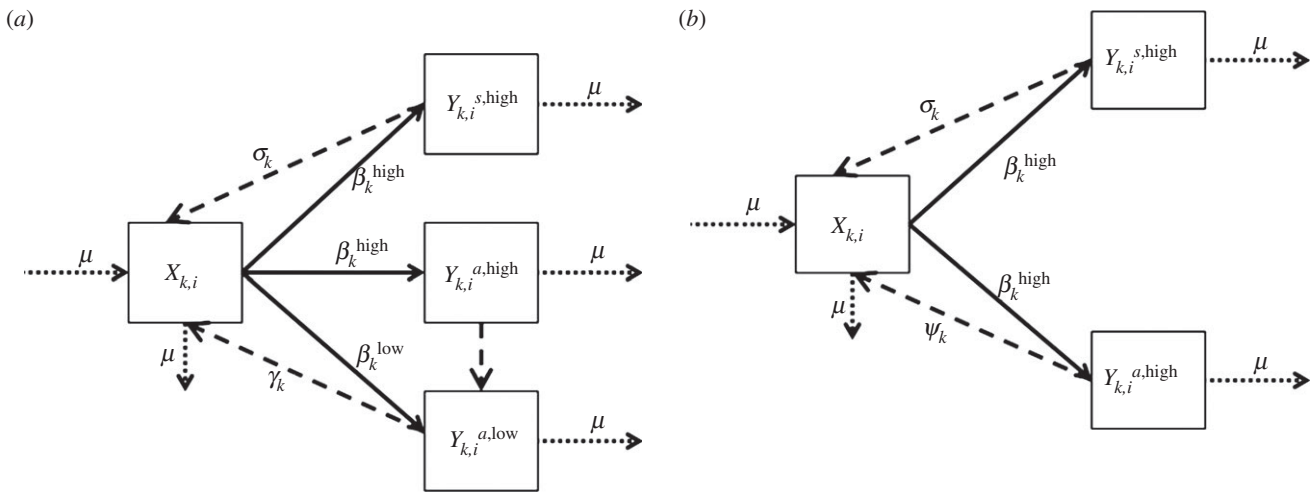 (a)
Y_{k,i}^{s,high}
μ
σ_k
β_k^{high}
μ
X_{k,i}
β_k^{high}
Y_{k,i}^{a,high}
μ
μ
β_k^{low}
γ_k
Y_{k,i}^{a,low}
μ
(b)
Y_{k,i}^{s,high}
μ
σ_k
β_k^{high}
μ
X_{k,i}
β_k^{high}
μ
ψ_k
Y_{k,i}^{a,high}
μ